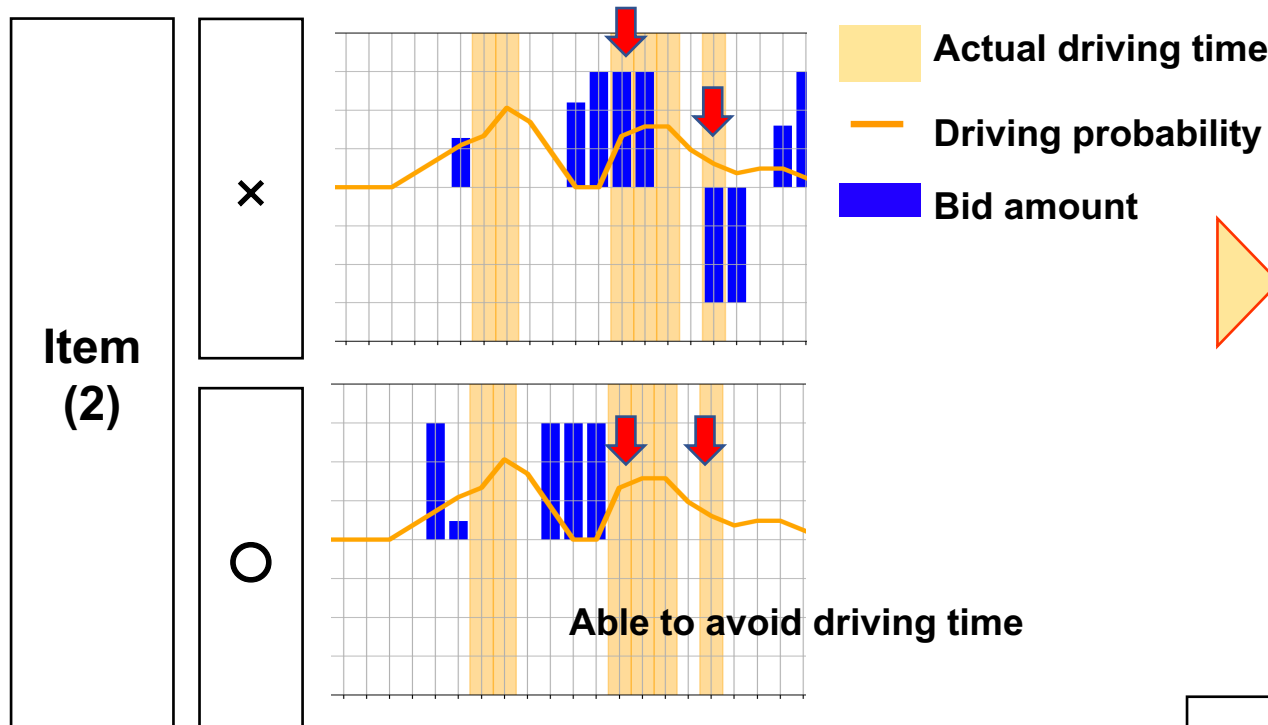 Item
(2)
×
Actual driving time
Driving probability
Bid amount
○
Able to avoid driving time